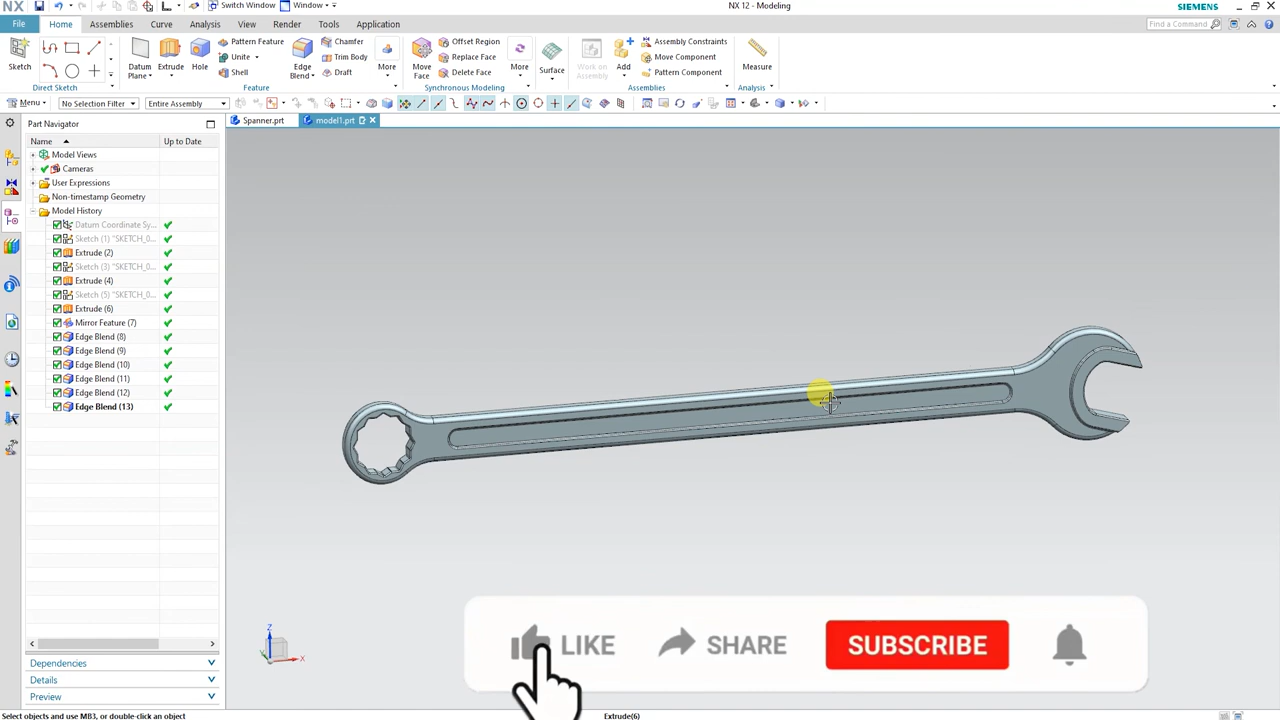 NX
Switch Window
Window
NX 12 - Modeling
SIEMENS
File
Home
Assemblies
Curve
Analysis
View
Render
Tools
Application
Find a Command
Sketch
Direct Sketch
Datum Plane
Extrude
Hole
Pattern Feature
Unite
Shell
Edge Blend
Chamfer
Trim Body
Draft
More
Feature
Move Face
Offset Region
Replace Face
Delete Face
More
Synchronous Modeling
Surface
Work on Assembly
Add
Assembly Constraints
Move Component
Pattern Component
Assemblies
Measure
Analysis
Menu
No Selection Filter
Entire Assembly
Part Navigator
Spanner.prt
model1.prt
Name
Up to Date
Model Views
Cameras
User Expressions
Non-timestamp Geometry
Model History
Datum Coordinate Sy...
Sketch (1) "SKETCH_0...
Extrude (2)
Sketch (3) "SKETCH_0...
Extrude (4)
Sketch (5) "SKETCH_0...
Extrude (6)
Mirror Feature (7)
Edge Blend (8)
Edge Blend (9)
Edge Blend (10)
Edge Blend (11)
Edge Blend (12)
Edge Blend (13)
Dependencies
Details
Preview
Z
Y
X
LIKE
SHARE
SUBSCRIBE
Select objects and use MB3, or double-click an object
Extrude(6)